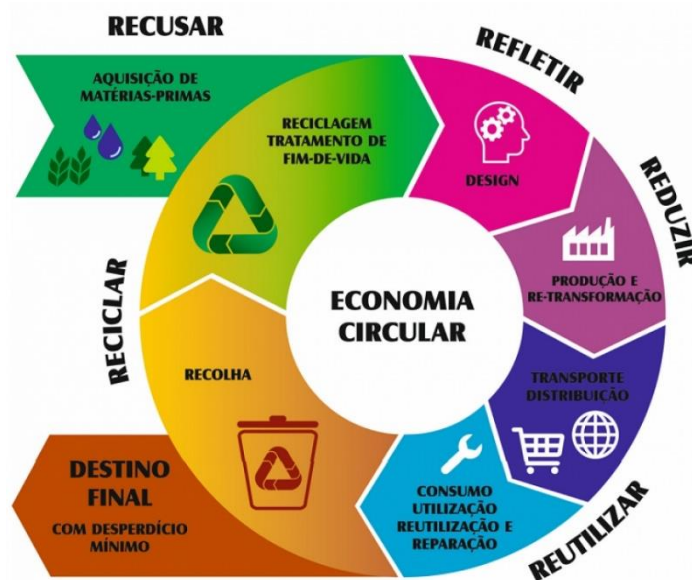 RECUSAR
REFLETIR
AQUISIÇÃO DE
MATÉRIAS-PRIMAS
RECICLAGEM
TRATAMENTO DE
FIM-DE-VIDA
DESIGN
REDUZIR
PRODUÇÃO E
RE-TRANSFORMAÇÃO
ECONOMIA
CIRCULAR
RECICLAR
RECOLHA
TRANSPORTE
DISTRIBUIÇÃO
DESTINO
FINAL
COM DESPERDÍCIO
MÍNIMO
CONSUMO
UTILIZAÇÃO
REUTILIZAÇÃO E
REPARAÇÃO
REUTILIZAR